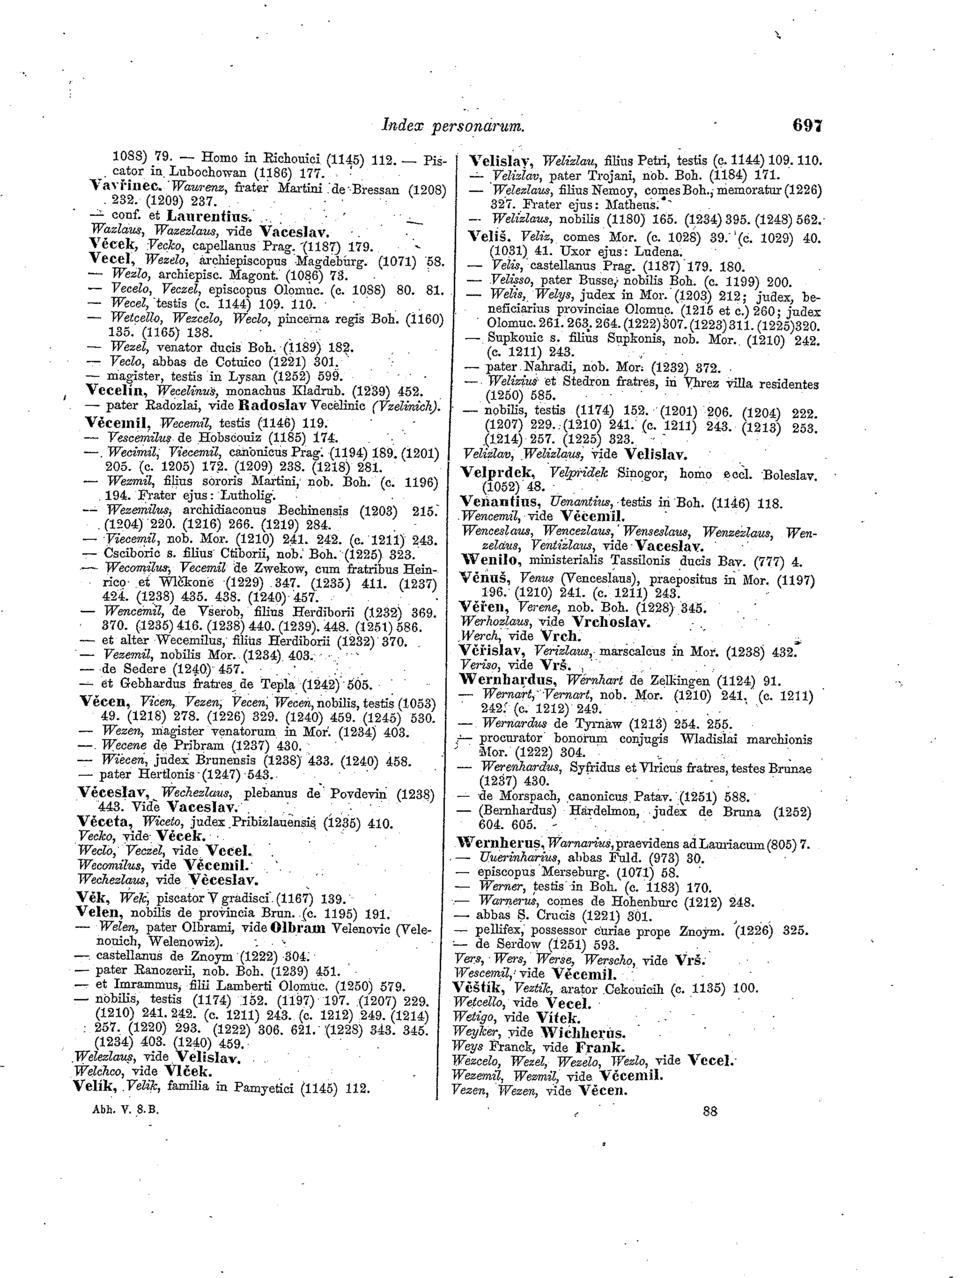 Index personarum.
697
1088) 79. — Homo in Richouici (1145) 112. — Pis-
cator in Lubochowan (1186) 177.
Vavřinec. Waurenz, frater Martini de Bressan (1208)
232. (1209) 237.
— conf. et Laurentius.
Wazlaus, Wazezlaus, vide Vaceslav.
Věcek, Vecko, capellanus Prag. (1187) 179.
Vecel, Wezelo, archiepiscopus Magdeburg. (1071) 58.
— Wezlo, archiepisc. Magont. (1086) 73.
— Vecelo, Veczel, episcopus Olomuc. (c. 1088) 80. 81.
— Wecel, testis (c. 1144) 109. 110.
— Wetcello, Wezcelo, Weclo, pincerna regis Boh. (1160)
135. (1165) 138.
— Wezel, venator ducis Boh. (1189) 182.
— Veclo, abbas de Cotuico (1221) 301.
— magister, testis in Lysan (1252) 599.
Vecelin, Wecelinus, monachus Kladrub. (1239) 452.
— pater Radozlai, vide Radoslav Vecelinic (Vzelinich).
Věcemil, Wecemil, testis (1146) 119.
— Vescemilus de Hobscouiz (1185) 174.
— Wecimil, Viecemil, canonicus Prag. (1194) 189. (1201)
205. (c. 1205) 172. (1209) 238. (1218) 281.
— Wezmil, filius sororis Martini, nob. Boh. (c. 1196)
194. Frater ejus: Lutholig.
— Wezemilus, archidiaconus Bechinensis (1203) 215.
(1204) 220. (1216) 266. (1219) 284.
— Viecemil, nob. Mor. (1210) 241. 242. (c. 1211) 243.
— Csciboric s. filius Ctiborii, nob. Boh. (1225) 323.
— Wecomilus, Vecemil de Zwekow, cum fratribus Hein-
rico et Wlčkone (1229) 347. (1235) 411. (1237)
424. (1238) 435. 438. (1240) 457.
— Wencemil, de Vserob, filius Herdiborii (1232) 369.
370. (1235) 416. (1238) 440. (1239). 448. (1251) 586.
— et alter Wecemilus, filius Herdiborii (1232) 370.
— Vezemil, nobilis Mor. (1234) 403.
— de Sedere (1240) 457.
— et Gebhardus fratres de Tepla (1242) 505.
Věcen, Vicen, Vezen, Vecen, Wecen, nobilis, testis (1053)
49. (1218) 278. (1226) 329. (1240) 459. (1245) 530.
— Wezen, magister venatorum in Mor. (1234) 403.
— Wecene de Pribram (1237) 430.
— Wiecen, judex Brunensis (1238) 433. (1240) 458.
— pater Hertlonis (1247) 543.
Věceslav, Wechezlaus, plebanus de Povdevin (1238)
443. Vide Vaceslav.
Věceta, Wiceto, judex Pribizlauensis (1235) 410.
Vecko, vide Věcek.
Weclo, Veczel, vide Vecel.
Wecomilus, vide Věcemil.
Wechezlaus, vide Věceslav.
Věk, Wek, piscator V gradisci (1167) 139.
Velen, nobilis de provincia Brun. (c. 1195) 191.
— Welen, pater Olbrami, vide Olbram Velenovic (Vele-
nouich, Welenowiz).
— castellanus de Znoym (1222) 304.
— pater Ranozerii, nob. Boh. (1239) 451.
— et Imrammus, filii Lamberti Olomuc. (1250) 579.
— nobilis, testis (1174) 152. (1197) 197. (1207) 229.
(1210) 241. 242. (c. 1211) 243. (c. 1212) 249. (1214)
257. (1220) 293. (1222) 306. 621. (1228) 343. 345.
(1234) 403. (1240) 459.
Welezlaus, vide Velislav.
Welchco, vide Vlček.
Velík, Velik, familia in Pamyetici (1145) 112.
Abh. V. 8. B.
Velislav, Welizlau, filius Petri, testis (c. 1144) 109. 110.
— Velizlav, pater Trojani, nob. Boh. (1184) 171.
— Welezlaus, filius Nemoy, comes Boh., memoratur (1226)
327. Frater ejus: Matheus.
— Welizlaus, nobilis (1180) 165. (1234) 395. (1248) 562.
Veliš. Veliz, comes Mor. (c. 1028) 39. (c. 1029) 40.
(1031) 41. Uxor ejus: Ludena.
— Velis, castellanus Prag. (1187) 179. 180.
— Velisso, pater Busse, nobilis Boh. (c. 1199) 200.
— Welis, Welys, judex in Mor. (1203) 212; judex, be-
neficiarius provinciae Olomuc. (1215 et c.) 260; judex
Olomuc. 261. 263. 264. (1222) 307. (1223) 311. (1225) 320.
— Supkouic s. filius Supkonis, nob. Mor. (1210) 242.
(c. 1211) 243.
— pater Nahradi, nob. Mor. (1232) 372.
— Welizius et Stedron fratres, in Vhrez villa residentes
(1250) 585.
— nobilis, testis (1174) 152. (1201) 206. (1204) 222.
(1207) 229. (1210) 241. (c. 1211) 243. (1213) 253.
(1214) 257. (1225) 323.
Velizlav, Welizlaus, vide Velislav.
Velprdek, Velpridek Sinogor, homo eccl. Boleslav.
(1052) 48.
Venantius, Uenantius, testis in Boh. (1146) 118.
Wencemil, vide Věcemil.
Wenceslaus, Wencezlaus, Wenseslaus, Wenzezlaus, Wen-
zelaus, Ventizlaus, vide Vaceslav.
Wenilo, ministerialis Tassilonis ducis Bav. (777) 4.
Věnuš, Venus (Venceslaus), praepositus in Mor. (1197)
196. (1210) 241. (c. 1211) 243.
Věřen, Verene, nob. Boh. (1228) 345.
Werhozlaus, vide Vrchoslav.
Werch, vide Vrch.
Věřislav, Verizlaus, marscalcus in Mor. (1238) 432.
Veriso, vide Vrš.
Wernhardus, Wernhart de Zelkingen (1124) 91.
— Wernart, Vernart, nob. Mor. (1210) 241. (c. 1211)
242. (c. 1212) 249.
— Wernardus de Tyrnaw (1213) 254. 255.
— procurator bonorum conjugis Wladislai marchionis
Mor. (1222) 304.
— Werenhardus, Syfridus et Vlricus fratres, testes Brunae
(1237) 430.
— de Morspach, canonicus Patav. (1251) 588.
— (Bernhardus) Hardelmon, judex de Bruna (1252)
604. 605.
Wernherus, Warnarius, praevidens ad Lauriacum (805) 7.
— Uuerinharius, abbas Fuld. (973) 30.
— episcopus Merseburg. (1071) 58.
— Werner, testis in Boh. (c. 1183) 170.
— Warnerus, comes de Hohenburc (1212) 248.
— abbas S. Crucis (1221) 301.
— pellifex, possessor curiae prope Znoym. (1226) 325.
— de Serdow (1251) 593.
Vers, Wers, Werse, Werscho, vide Vrš.
Wescemil, vide Věcemil.
Věštík, Veztik, arator Cekouicih (c. 1135) 100.
Wetcello, vide Vecel.
Wetigo, vide Vítek.
Weyker, vide Wichherus.
Weys Franck, vide Frank.
Wezcelo, Wezel, Wezelo, Wezlo, vide Vecel.
Wezemil, Wezmil, vide Věcemil.
Vezen, Wezen, vide Věcen.
88